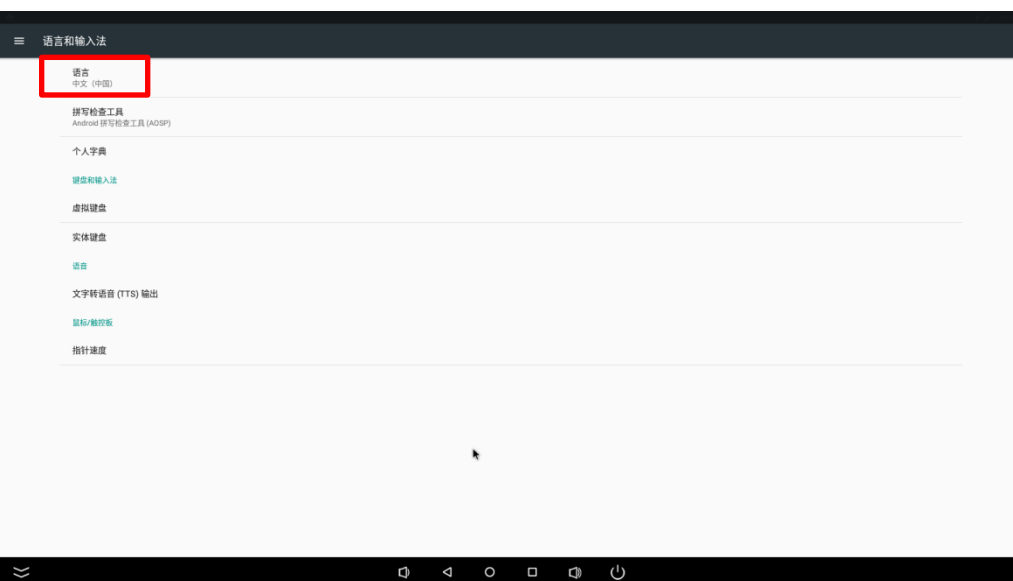 语言和输入法
语言
中文（中国）
拼写检查工具
Android 拼写检查工具 (AOSP)
个人字典
键盘和输入法
虚拟键盘
实体键盘
语音
文字转语音 (TTS) 输出
鼠标/触控板
指针速度